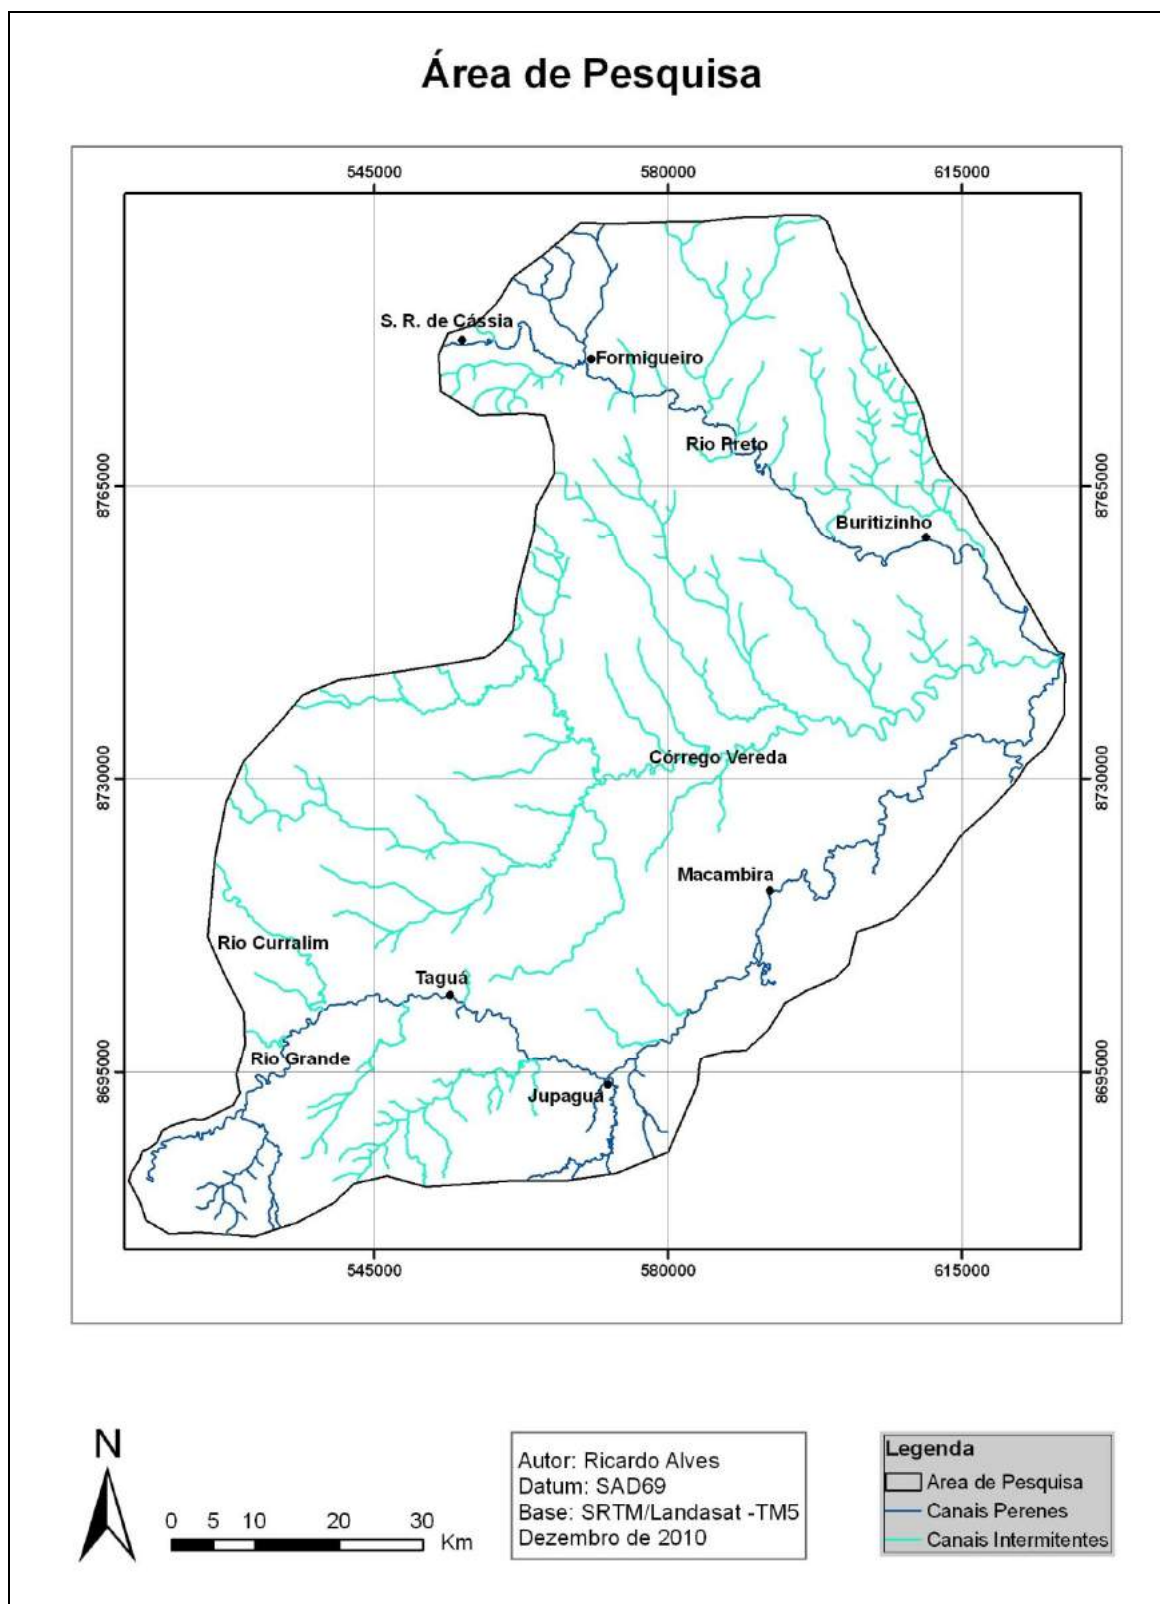 Área de Pesquisa
545000 580000 615000
S. R. de Cássia
Formigueiro
Rio Preto
8765000 8765000
Buritizinho
Córrego Vereda
8730000 8730000
Macambira
Rio Curralim
Taguá
Rio Grande
8695000 8695000
Jupaguá
545000 580000 615000
N
0 5 10 20 30
Km
Autor: Ricardo Alves
Datum: SAD69
Base: SRTM/Landasat -TM5
Dezembro de 2010
Legenda
Area de Pesquisa
Canais Perenes
Canais Intermitentes